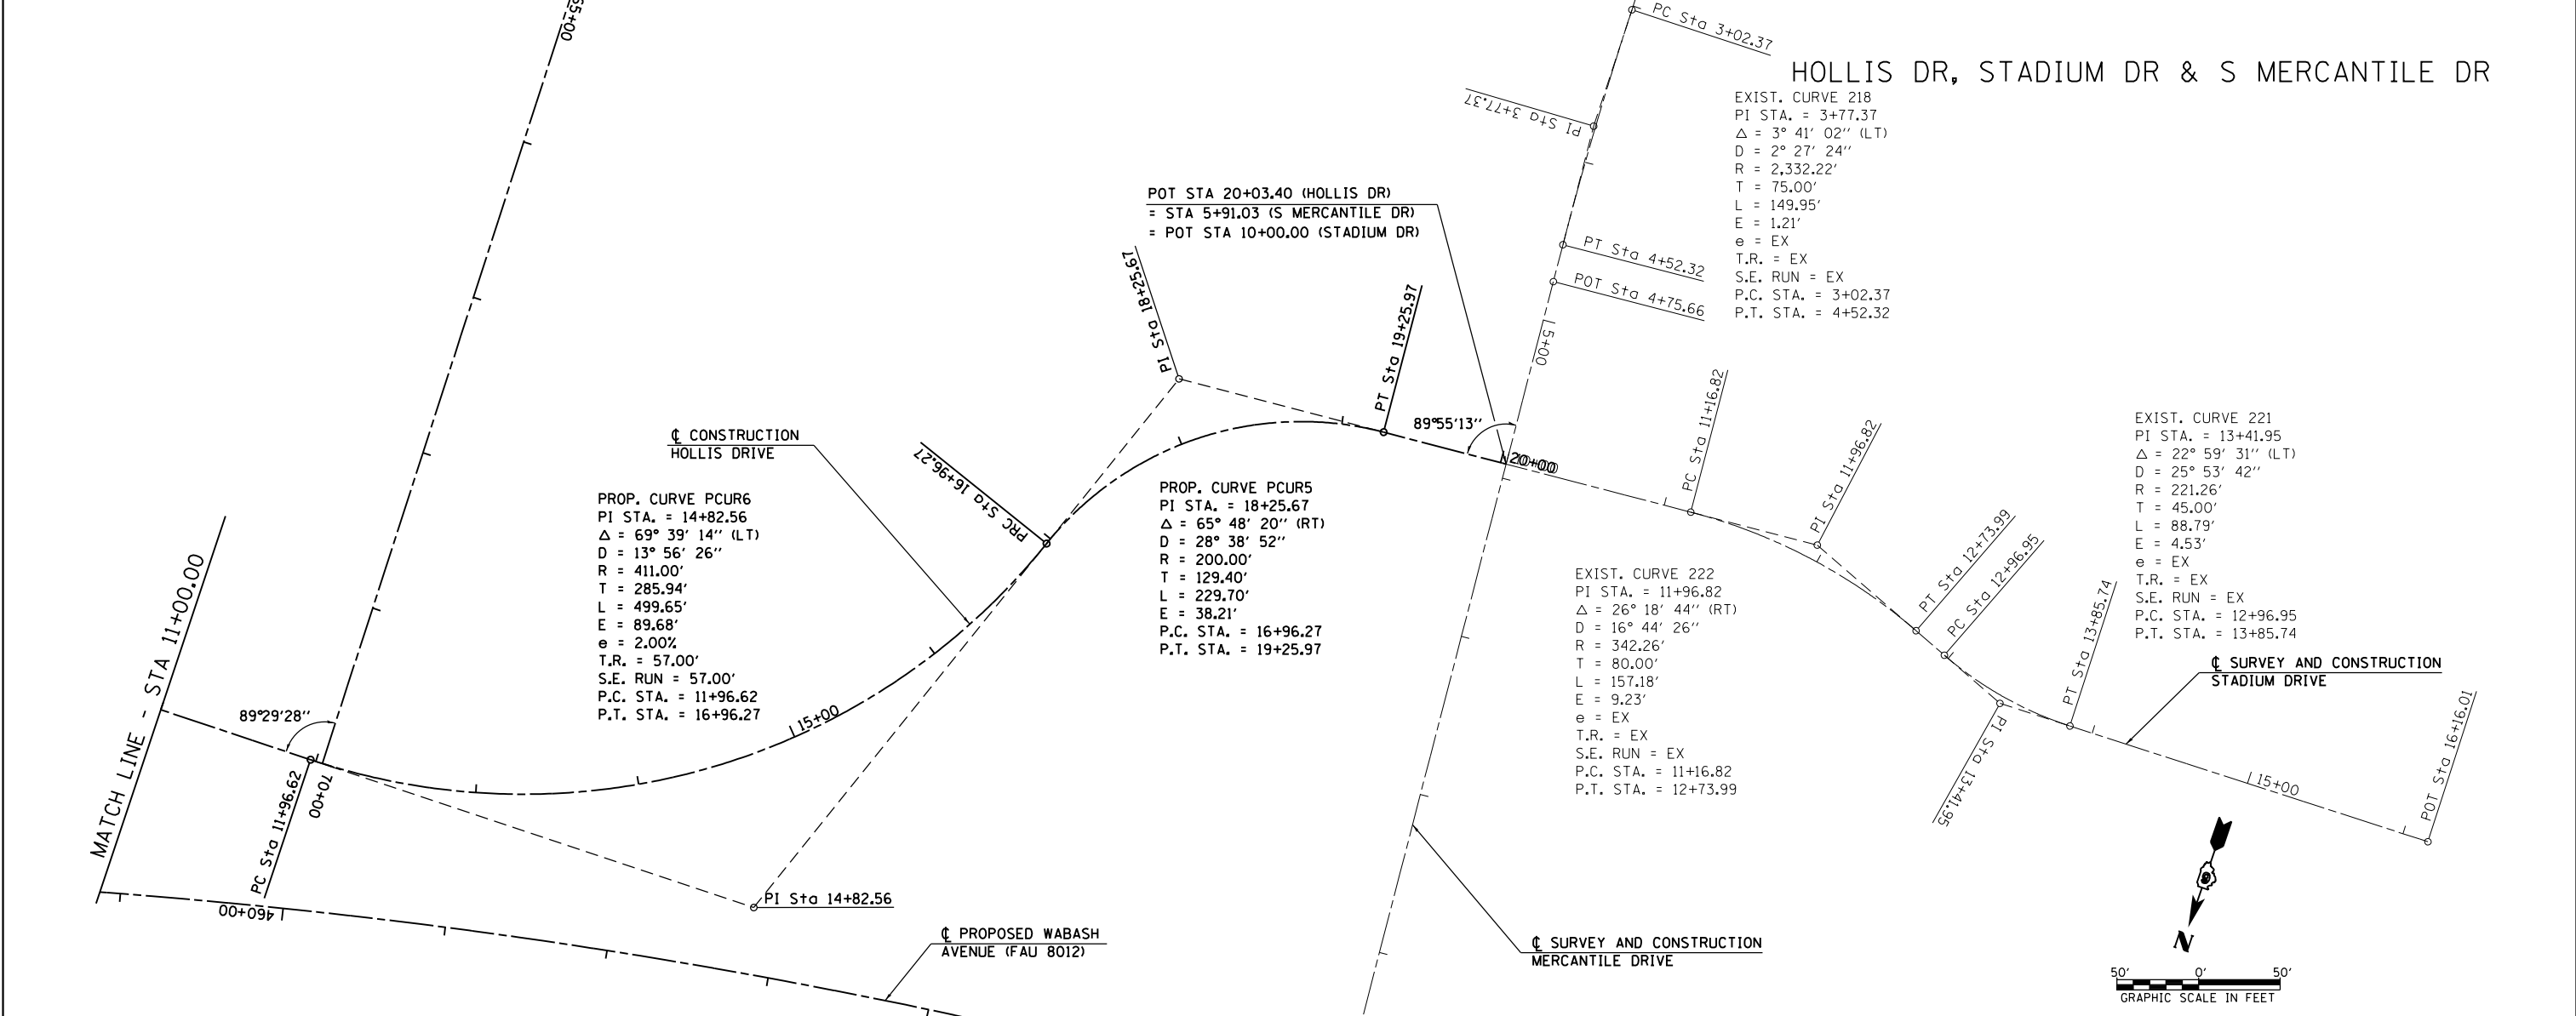 HOLLIS DR, STADIUM DR & S MERCANTILE DR
65+00
PC Sta 3+02.37
PI Sta 3+77.37
PT Sta 4+52.32
POT Sta 4+75.66
5+00
EXIST. CURVE 218
PI STA. = 3+77.37
Δ = 3° 41' 02'' (LT)
D = 2° 27' 24''
R = 2,332.22'
T = 75.00'
L = 149.95'
E = 1.21'
e = EX
T.R. = EX
S.E. RUN = EX
P.C. STA. = 3+02.37
P.T. STA. = 4+52.32
POT STA 20+03.40 (HOLLIS DR)
= STA 5+91.03 (S MERCANTILE DR)
= POT STA 10+00.00 (STADIUM DR)
PI Sta 18+25.67
PT Sta 19+25.97
89°55'13''
20+00
PC Sta 11+16.82
PI Sta 11+96.82
PT Sta 12+73.99
PC Sta 12+96.95
PT Sta 13+85.74
PI Sta 13+41.95
15+00
POT Sta 16+16.01
EXIST. CURVE 221
PI STA. = 13+41.95
Δ = 22° 59' 31'' (LT)
D = 25° 53' 42''
R = 221.26'
T = 45.00'
L = 88.79'
E = 4.53'
e = EX
T.R. = EX
S.E. RUN = EX
P.C. STA. = 12+96.95
P.T. STA. = 13+85.74
℄ SURVEY AND CONSTRUCTION
STADIUM DRIVE
℄ CONSTRUCTION
HOLLIS DRIVE
PRC Sta 16+96.27
PROP. CURVE PCUR6
PI STA. = 14+82.56
Δ = 69° 39' 14'' (LT)
D = 13° 56' 26''
R = 411.00'
T = 285.94'
L = 499.65'
E = 89.68'
e = 2.00%
T.R. = 57.00'
S.E. RUN = 57.00'
P.C. STA. = 11+96.62
P.T. STA. = 16+96.27
PROP. CURVE PCUR5
PI STA. = 18+25.67
Δ = 65° 48' 20'' (RT)
D = 28° 38' 52''
R = 200.00'
T = 129.40'
L = 229.70'
E = 38.21'
P.C. STA. = 16+96.27
P.T. STA. = 19+25.97
EXIST. CURVE 222
PI STA. = 11+96.82
Δ = 26° 18' 44'' (RT)
D = 16° 44' 26''
R = 342.26'
T = 80.00'
L = 157.18'
E = 9.23'
e = EX
T.R. = EX
S.E. RUN = EX
P.C. STA. = 11+16.82
P.T. STA. = 12+73.99
MATCH LINE - STA 11+00.00
89°29'28''
PC Sta 11+96.62
70+00
15+00
460+00
PI Sta 14+82.56
℄ PROPOSED WABASH
AVENUE (FAU 8012)
℄ SURVEY AND CONSTRUCTION
MERCANTILE DRIVE
N
50' 0' 50'
GRAPHIC SCALE IN FEET